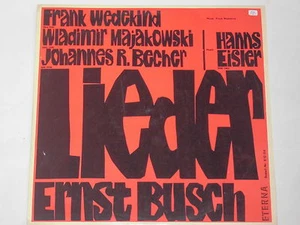 Frank Wedekind
Wladimir Majakowski
Johannes R. Becher
Hanns
Eisler
Lieder
Ernst Busch
ETERNA